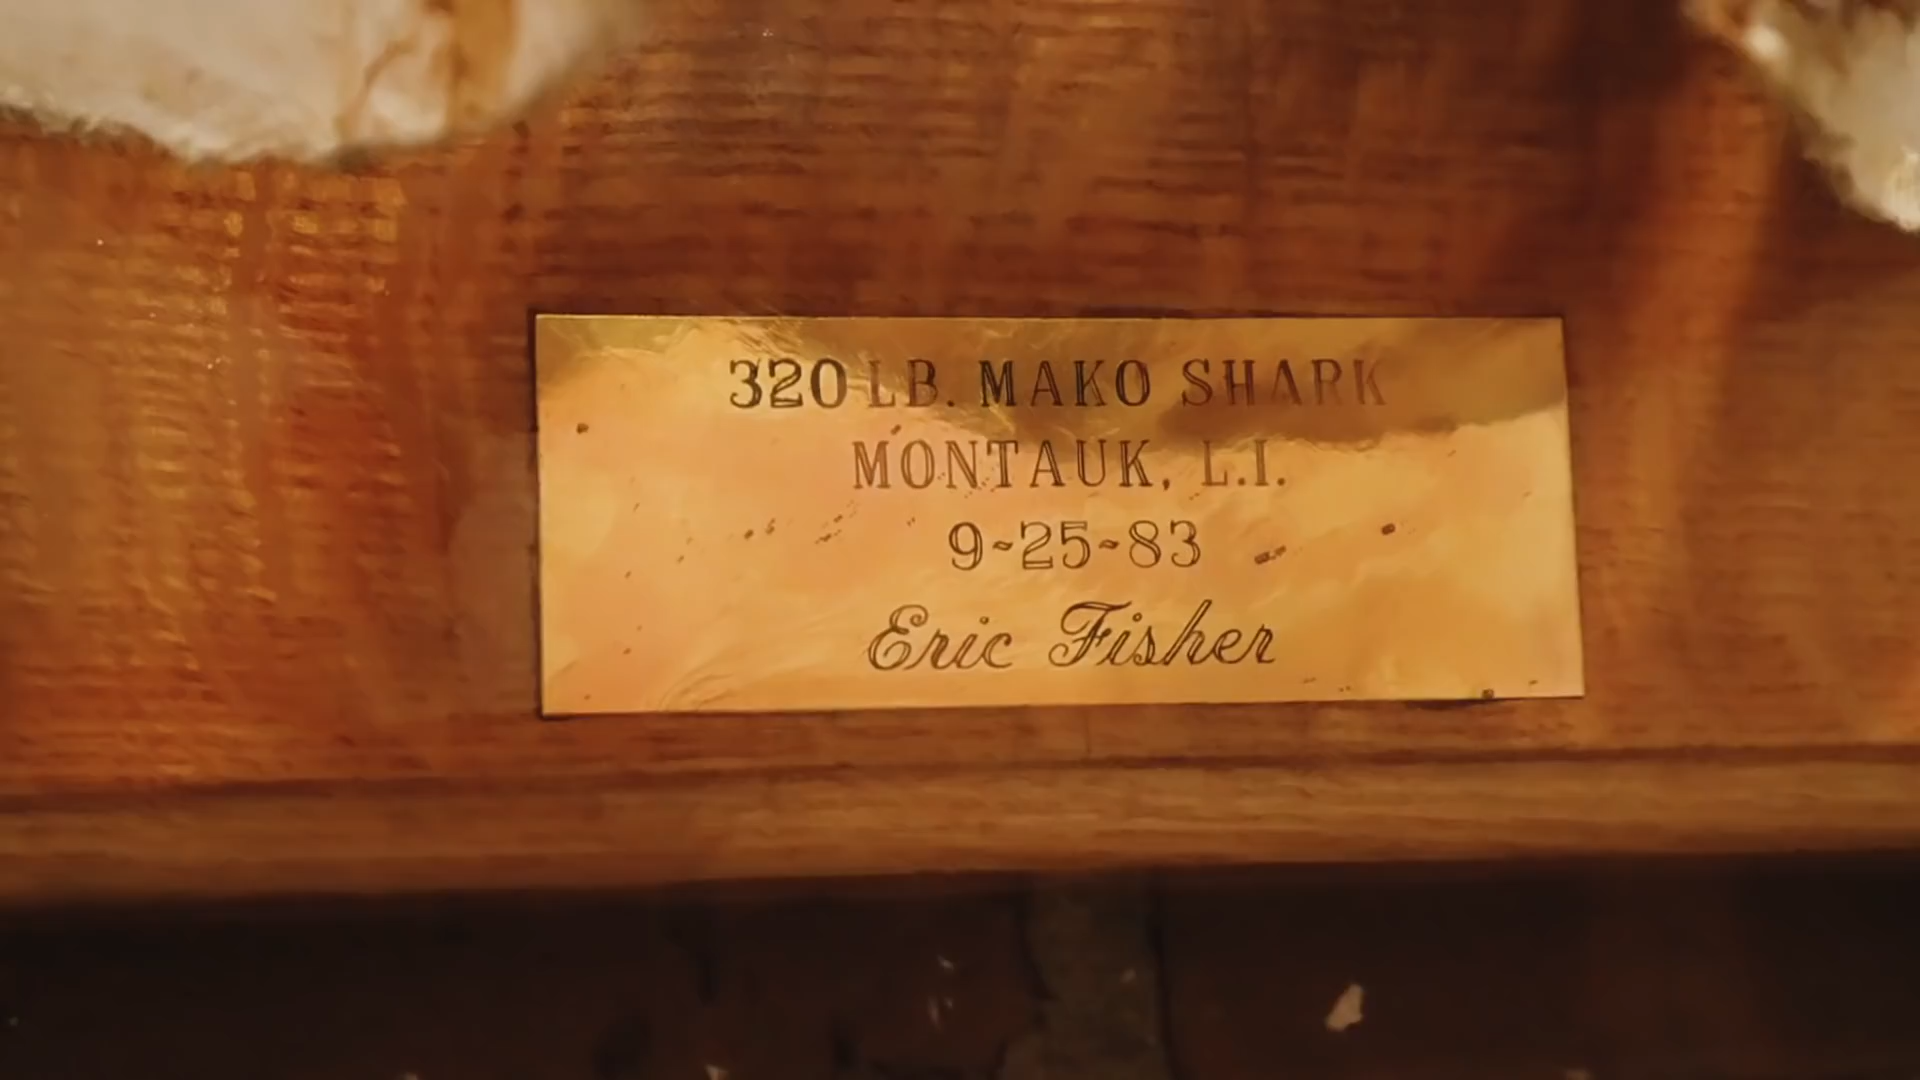 320 LB. MAKO SHARK
MONTAUK, L.I.
9-25-83
Eric Fisher